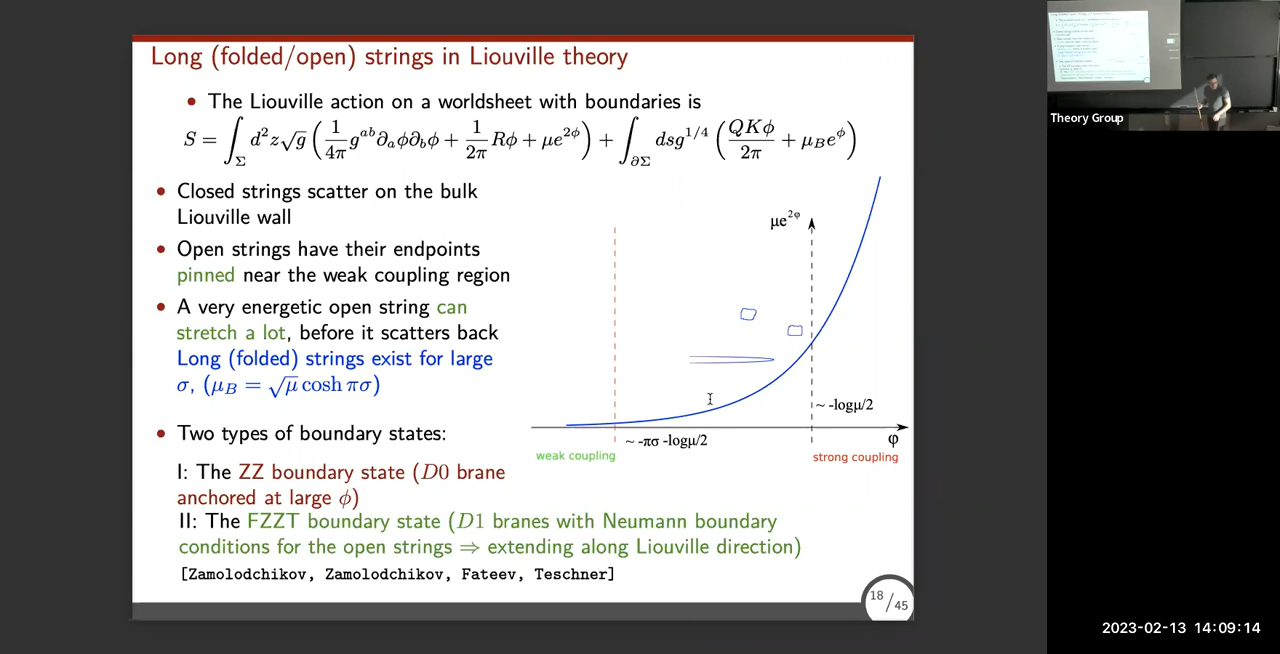 Long (folded/open) strings in Liouville theory
• The Liouville action on a worldsheet with boundaries is
S = ∫_Σ d²z√g (1/4π g^{ab}∂_aφ∂_bφ + 1/2π Rφ + μe^{2φ}) + ∫_{∂Σ} dsg^{1/4} (QKφ/2π + μ_B e^φ)
• Closed strings scatter on the bulk
Liouville wall
• Open strings have their endpoints
pinned near the weak coupling region
• A very energetic open string can
stretch a lot, before it scatters back
Long (folded) strings exist for large
σ, (μ_B = √μ cosh πσ)
• Two types of boundary states:
I: The ZZ boundary state (D0 brane
anchored at large φ)
II: The FZZT boundary state (D1 branes with Neumann boundary
conditions for the open strings ⇒ extending along Liouville direction)
[Zamolodchikov, Zamolodchikov, Fateev, Teschner]
μe^{2φ}
~ -logμ/2
~ -πσ -logμ/2
φ
weak coupling
strong coupling
18/45
Theory Group
2023-02-13 14:09:14